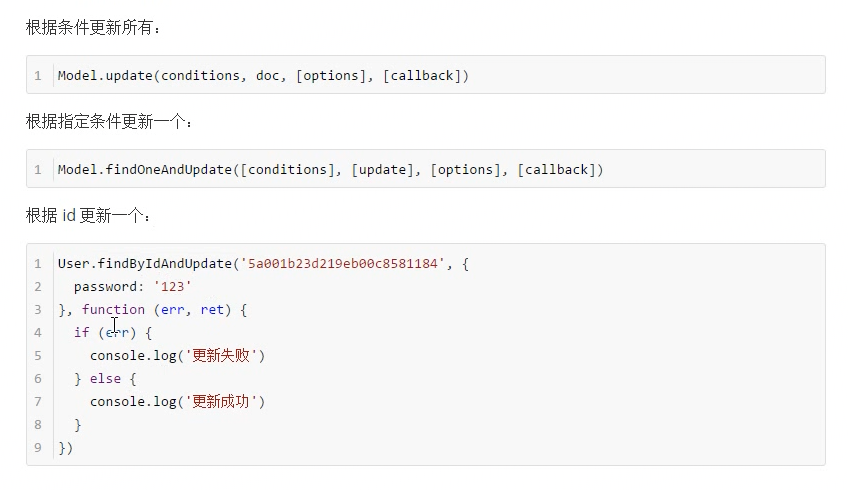 根据条件更新所有：
1 Model.update(conditions, doc, [options], [callback])
根据指定条件更新一个：
1 Model.findOneAndUpdate([conditions], [update], [options], [callback])
根据 id 更新一个：
1 User.findByIdAndUpdate('5a001b23d219eb00c8581184', {
2 password: '123'
3 }, function (err, ret) {
4 if (err) {
5 console.log('更新失败')
6 } else {
7 console.log('更新成功')
8 }
9 })